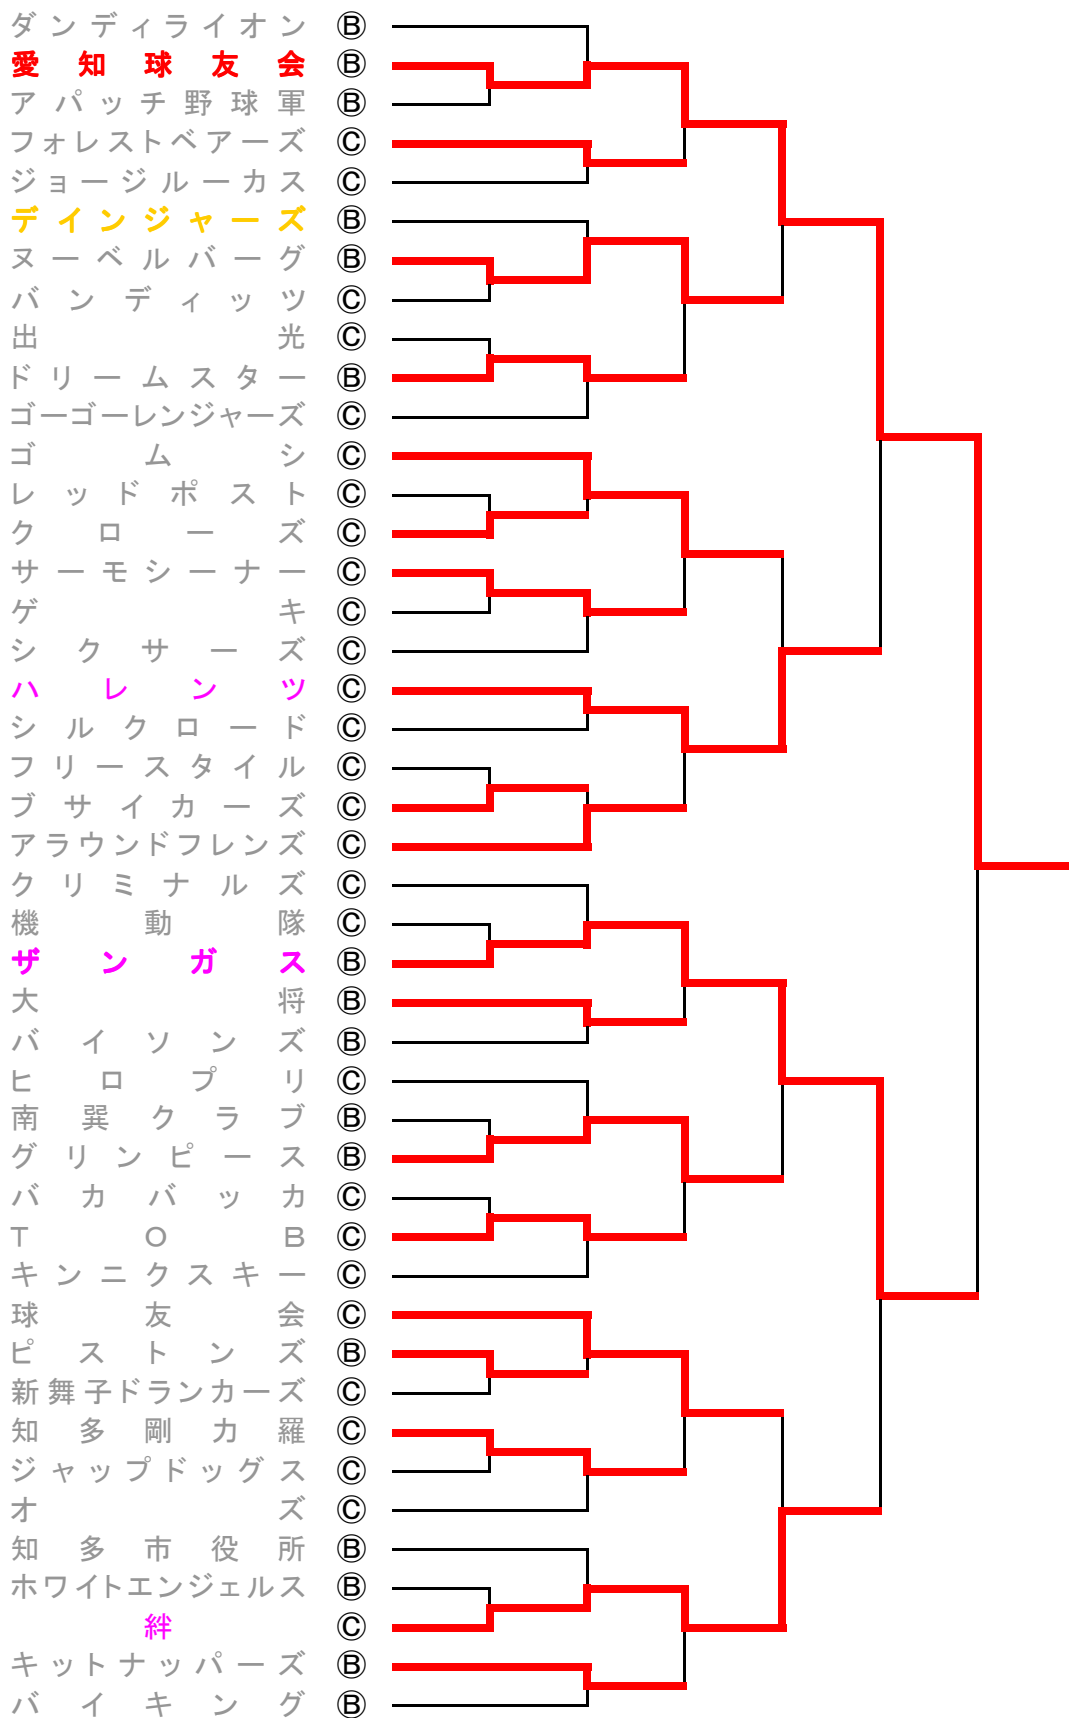 ダンディライオン Ⓑ
愛知球友会 Ⓑ
アパッチ野球軍 Ⓑ
フォレストベアーズ Ⓒ
ジョージルーカス Ⓒ
デインジャーズ Ⓑ
ヌーベルバーグ Ⓑ
バンディッツ Ⓒ
出光 Ⓒ
ドリームスター Ⓑ
ゴーゴーレンジャーズ Ⓒ
ゴムシ Ⓒ
レッドポスト Ⓒ
クローズ Ⓒ
サーモシーナー Ⓒ
ゲキ Ⓒ
シクサーズ Ⓒ
ハレンツ Ⓒ
シルクロード Ⓒ
フリースタイル Ⓒ
ブサイカーズ Ⓒ
アラウンドフレンズ Ⓒ
クリミナルズ Ⓒ
機動隊 Ⓒ
ザンガス Ⓑ
大将 Ⓑ
バイソンズ Ⓑ
ヒロプリ Ⓒ
南巽クラブ Ⓑ
グリンピース Ⓑ
バカバッカ Ⓒ
ＴＯＢ Ⓒ
キンニクスキー Ⓒ
球友会 Ⓒ
ピストンズ Ⓑ
新舞子ドランカーズ Ⓒ
知多剛力羅 Ⓒ
ジャップドッグス Ⓒ
オズ Ⓒ
知多市役所 Ⓑ
ホワイトエンジェルス Ⓑ
絆 Ⓒ
キットナッパーズ Ⓑ
バイキング Ⓑ